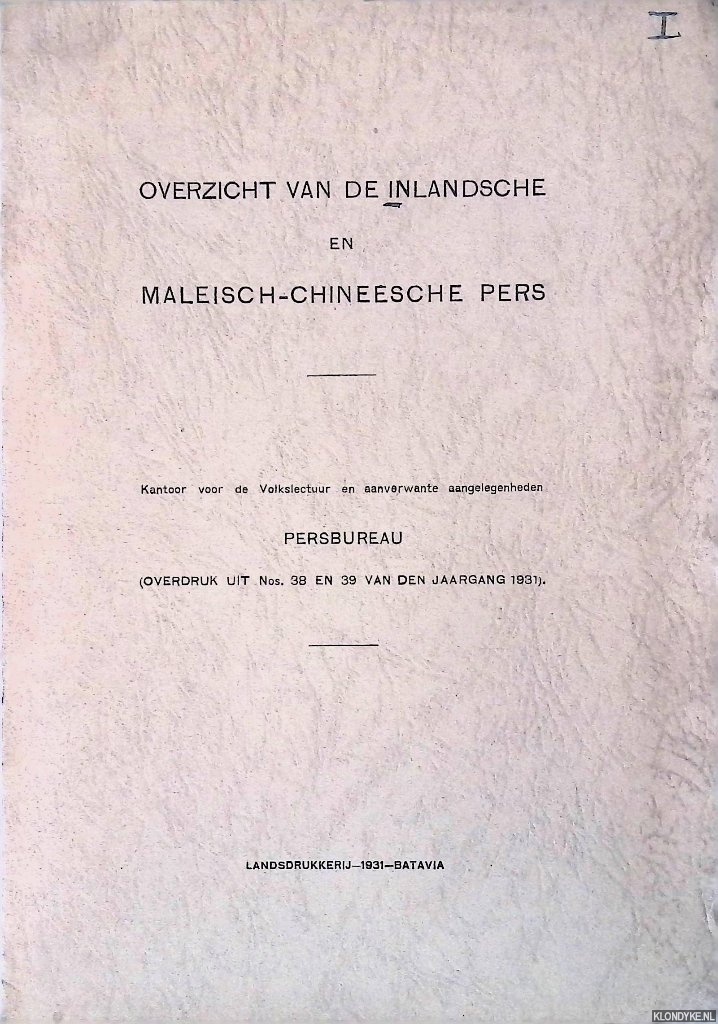 I
OVERZICHT VAN DE INLANDSCHE
EN
MALEISCH-CHINEESCHE PERS
Kantoor voor de Volkslectuur en aanverwante aangelegenheden
PERSBUREAU
(OVERDRUK UIT Nos. 38 EN 39 VAN DEN JAARGANG 1931).
LANDSDRUKKERIJ—1931—BATAVIA
KLONDYKE.NL